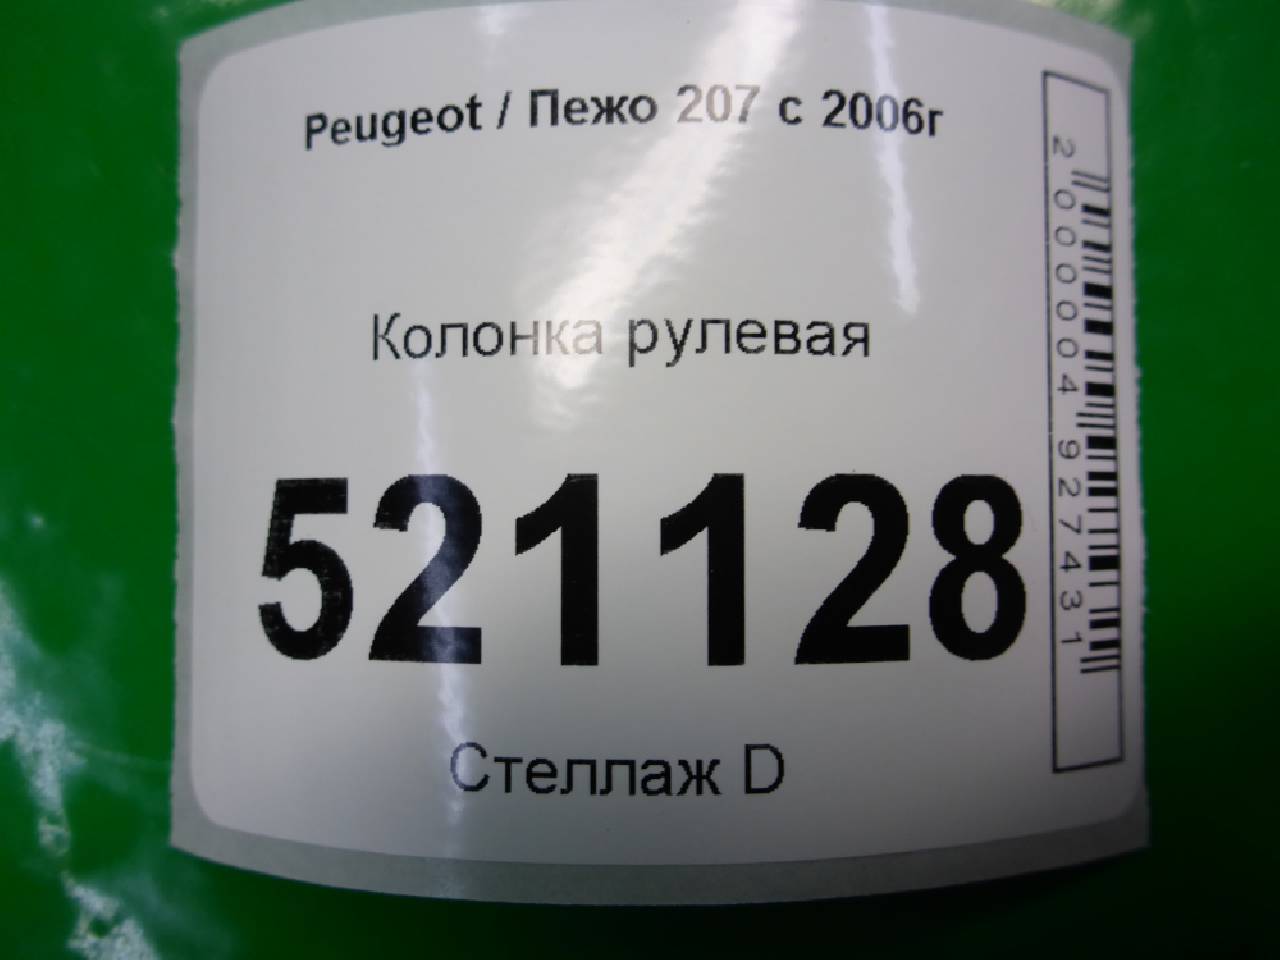 Peugeot / Пежо 207 с 2006г
Колонка рулевая
521128
Стеллаж D
2000004927431